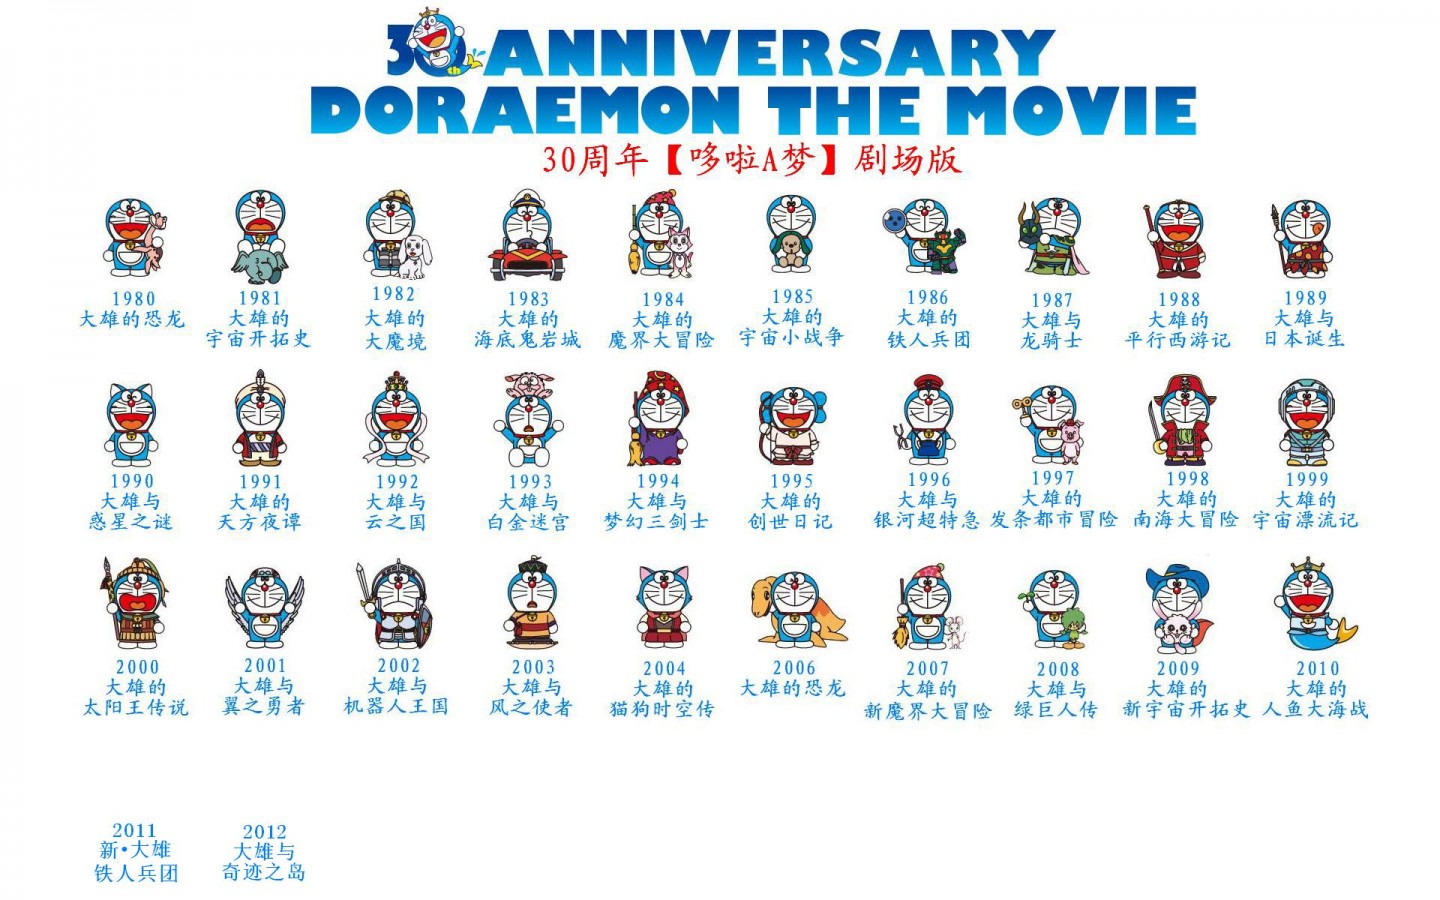 30th ANNIVERSARY
DORAEMON THE MOVIE
30周年【哆啦A梦】剧场版
1980
大雄的恐龙
1981
大雄的
宇宙开拓史
1982
大雄的
大魔境
1983
大雄的
海底鬼岩城
1984
大雄的
魔界大冒险
1985
大雄的
宇宙小战争
1986
大雄的
铁人兵团
1987
大雄与
龙骑士
1988
大雄的
平行西游记
1989
大雄与
日本诞生
1990
大雄与
惑星之谜
1991
大雄的
天方夜谭
1992
大雄与
云之国
1993
大雄与
白金迷宫
1994
大雄与
梦幻三剑士
1995
大雄的
创世日记
1996
大雄与
银河超特急
1997
大雄的
发条都市冒险
1998
大雄的
南海大冒险
1999
大雄的
宇宙漂流记
2000
大雄的
太阳王传说
2001
大雄与
翼之勇者
2002
大雄与
机器人王国
2003
大雄与
风之使者
2004
大雄的
猫狗时空传
2006
大雄的恐龙
2007
大雄的
新魔界大冒险
2008
大雄与
绿巨人传
2009
大雄的
新宇宙开拓史
2010
大雄的
人鱼大海战
2011
新·大雄
铁人兵团
2012
大雄与
奇迹之岛